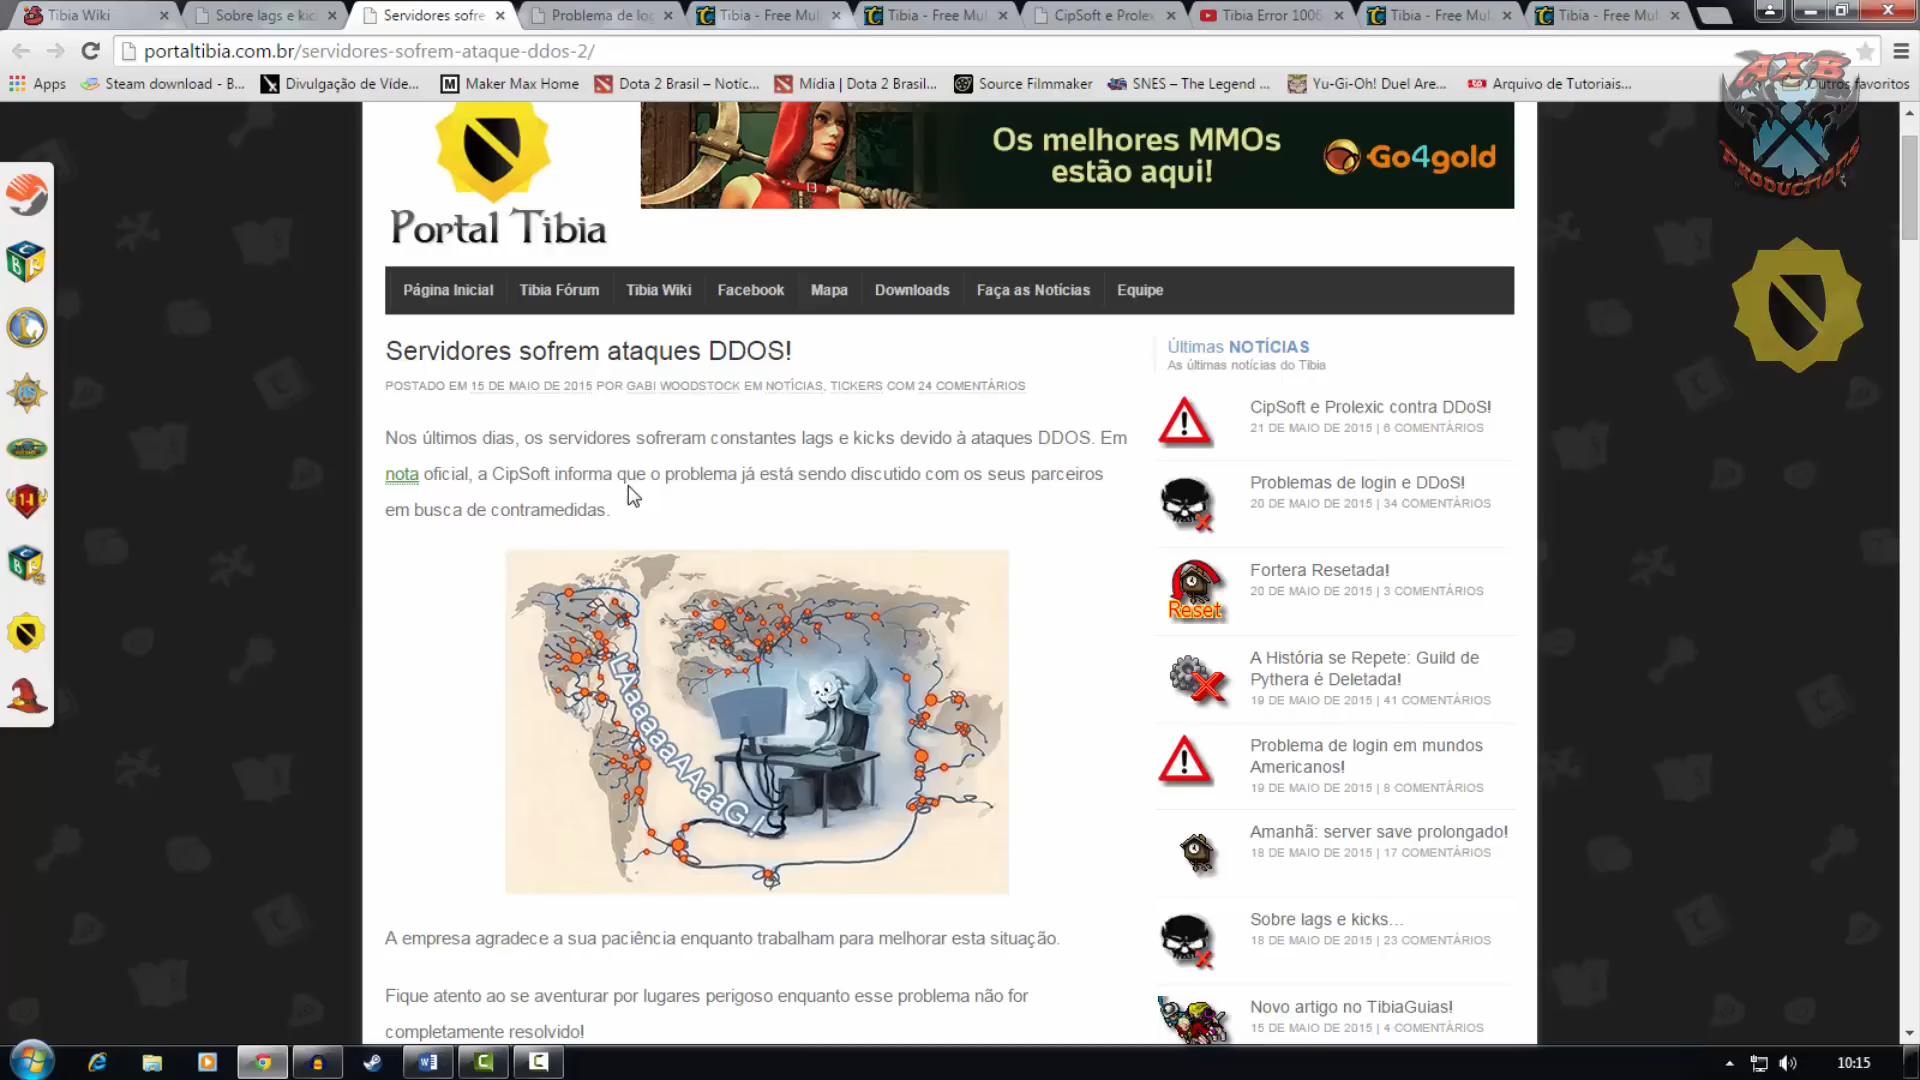 Tibia Wiki
Sobre lags e kic
Servidores sofre
Problema de log
Tibia - Free Mul
Tibia - Free Mul
CipSoft e Prolex
Tibia Error 1006
Tibia - Free Mul
Tibia - Free Mul
portaltibia.com.br/servidores-sofrem-ataque-ddos-2/
Apps
Steam download - B...
Divulgação de Víde...
Maker Max Home
Dota 2 Brasil – Notíc...
Mídia | Dota 2 Brasil...
Source Filmmaker
SNES – The Legend ...
Yu-Gi-Oh! Duel Are...
Arquivo de Tutoriais...
Outros favoritos
AXB
PRODUCTIONS
Portal Tibia
Os melhores MMOs
estão aqui!
Go4gold
Página Inicial
Tibia Fórum
Tibia Wiki
Facebook
Mapa
Downloads
Faça as Notícias
Equipe
Servidores sofrem ataques DDOS!
POSTADO EM 15 DE MAIO DE 2015 POR GABI WOODSTOCK EM NOTÍCIAS, TICKERS COM 24 COMENTÁRIOS
Nos últimos dias, os servidores sofreram constantes lags e kicks devido à ataques DDOS. Em
nota oficial, a CipSoft informa que o problema já está sendo discutido com os seus parceiros
em busca de contramedidas.
LAaaaaaAAaaG !
A empresa agradece a sua paciência enquanto trabalham para melhorar esta situação.
Fique atento ao se aventurar por lugares perigoso enquanto esse problema não for
completamente resolvido!
Últimas NOTÍCIAS
As últimas notícias do Tibia
CipSoft e Prolexic contra DDoS!
21 DE MAIO DE 2015 | 6 COMENTÁRIOS
Problemas de login e DDoS!
20 DE MAIO DE 2015 | 34 COMENTÁRIOS
Reset
Fortera Resetada!
20 DE MAIO DE 2015 | 3 COMENTÁRIOS
A História se Repete: Guild de
Pythera é Deletada!
19 DE MAIO DE 2015 | 41 COMENTÁRIOS
Problema de login em mundos
Americanos!
19 DE MAIO DE 2015 | 8 COMENTÁRIOS
Amanhã: server save prolongado!
18 DE MAIO DE 2015 | 17 COMENTÁRIOS
Sobre lags e kicks...
18 DE MAIO DE 2015 | 23 COMENTÁRIOS
Novo artigo no TibiaGuias!
15 DE MAIO DE 2015 | 4 COMENTÁRIOS
10:15